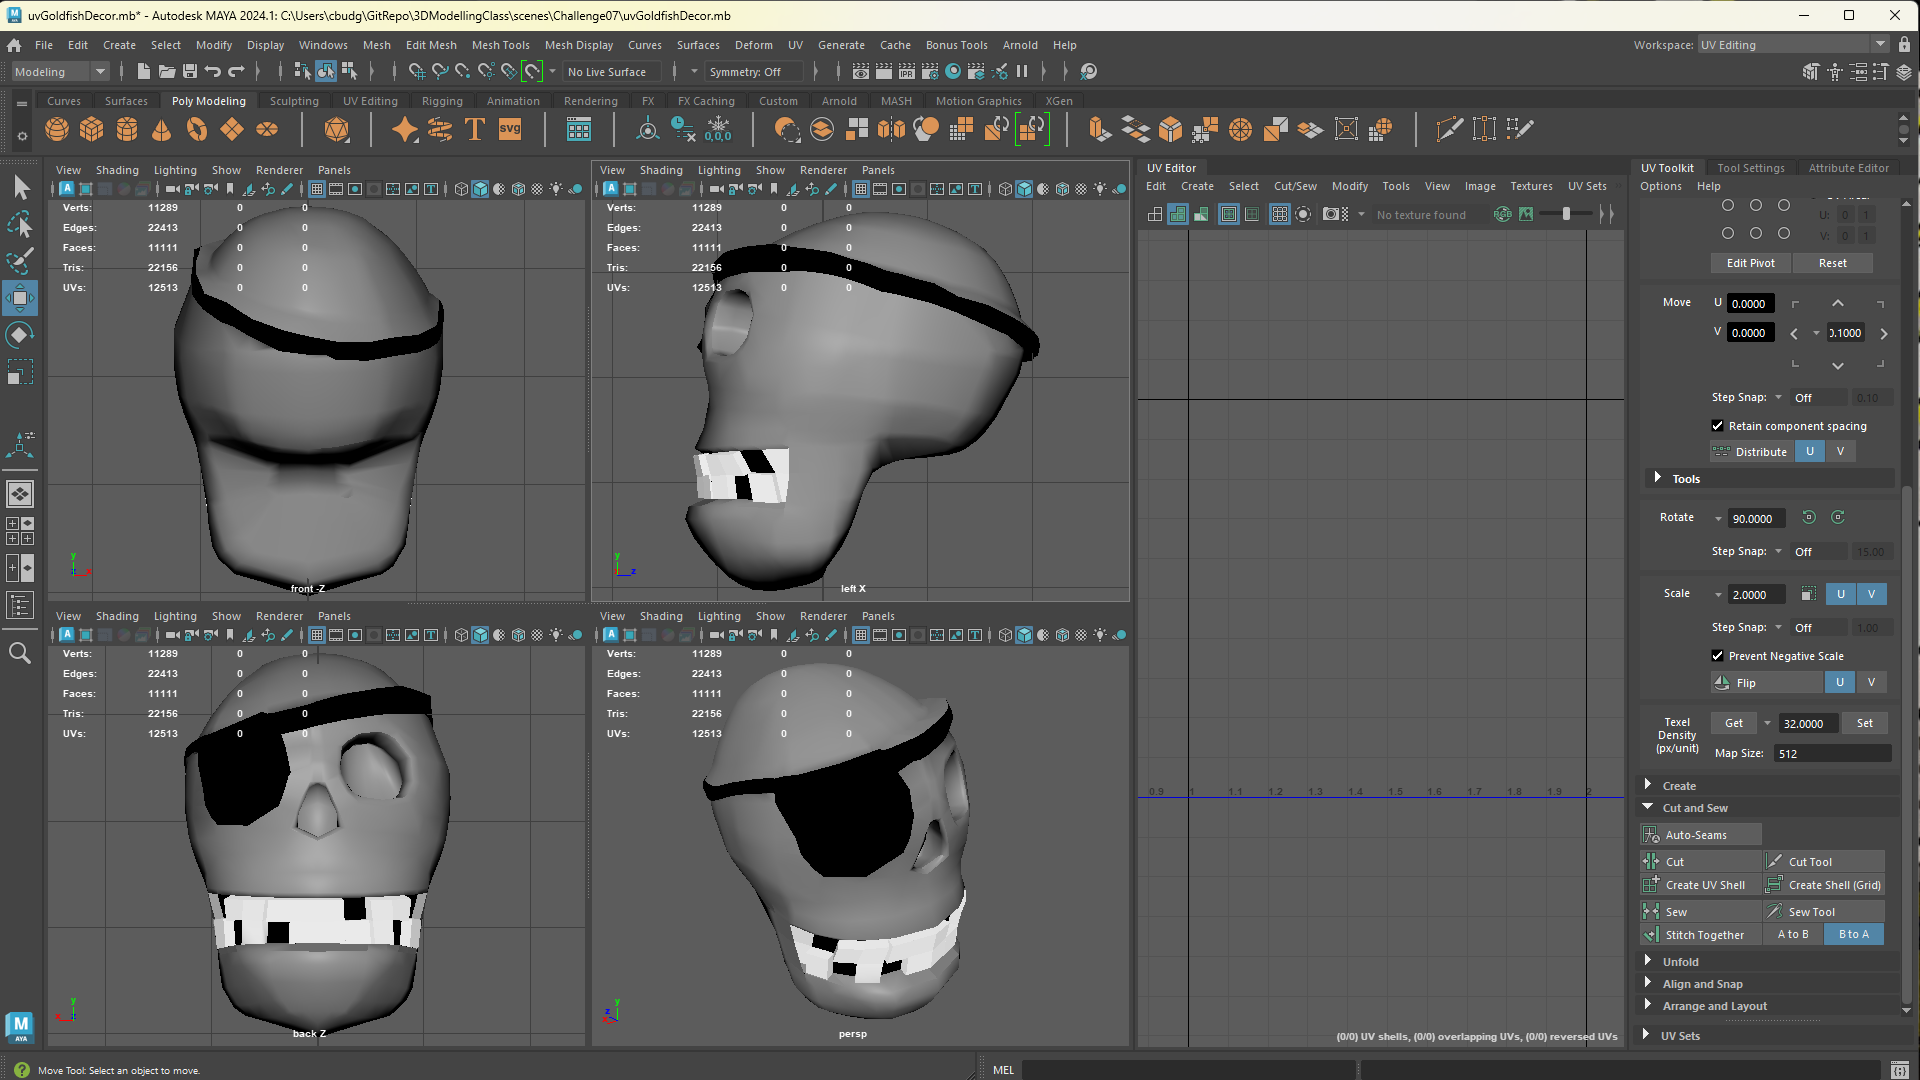 uvGoldfishDecor.mb* - Autodesk MAYA 2024.1: C:\Users\cbudg\GitRepo\3DModellingClass\scenes\Challenge07\uvGoldfishDecor.mb
File Edit Create Select Modify Display Windows Mesh Edit Mesh Mesh Tools Mesh Display Curves Surfaces Deform UV Generate Cache Bonus Tools Arnold Help
Workspace: UV Editing
Modeling
No Live Surface
Symmetry: Off
Curves Surfaces Poly Modeling Sculpting UV Editing Rigging Animation Rendering FX FX Caching Custom Arnold MASH Motion Graphics XGen
View Shading Lighting Show Renderer Panels
Verts: 11289 0 0
Edges: 22413 0 0
Faces: 11111 0 0
Tris: 22156 0 0
UVs: 12513 0 0
front -Z
View Shading Lighting Show Renderer Panels
Verts: 11289 0 0
Edges: 22413 0 0
Faces: 11111 0 0
Tris: 22156 0 0
UVs: 12513 0 0
left X
View Shading Lighting Show Renderer Panels
Verts: 11289 0 0
Edges: 22413 0 0
Faces: 11111 0 0
Tris: 22156 0 0
UVs: 12513 0 0
back Z
View Shading Lighting Show Renderer Panels
Verts: 11289 0 0
Edges: 22413 0 0
Faces: 11111 0 0
Tris: 22156 0 0
UVs: 12513 0 0
persp
UV Editor
Edit Create Select Cut/Sew Modify Tools View Image Textures UV Sets
No texture found
0.9 1 1.1 1.2 1.3 1.4 1.5 1.6 1.7 1.8 1.9 2
(0/0) UV shells, (0/0) overlapping UVs, (0/0) reversed UVs
UV Toolkit Tool Settings Attribute Editor
Options Help
U: 0 1
V: 0 1
Edit Pivot Reset
Move U 0.0000
V 0.0000
0.1000
Step Snap: Off 0.10
Retain component spacing
Distribute U V
Tools
Rotate 90.0000
Step Snap: Off 15.00
Scale 2.0000 U V
Step Snap: Off 1.00
Prevent Negative Scale
Flip U V
Texel Density (px/unit) Get 32.0000 Set
Map Size: 512
Create
Cut and Sew
Auto-Seams
Cut Cut Tool
Create UV Shell Create Shell (Grid)
Sew Sew Tool
Stitch Together A to B B to A
Unfold
Align and Snap
Arrange and Layout
UV Sets
Move Tool: Select an object to move.
MEL